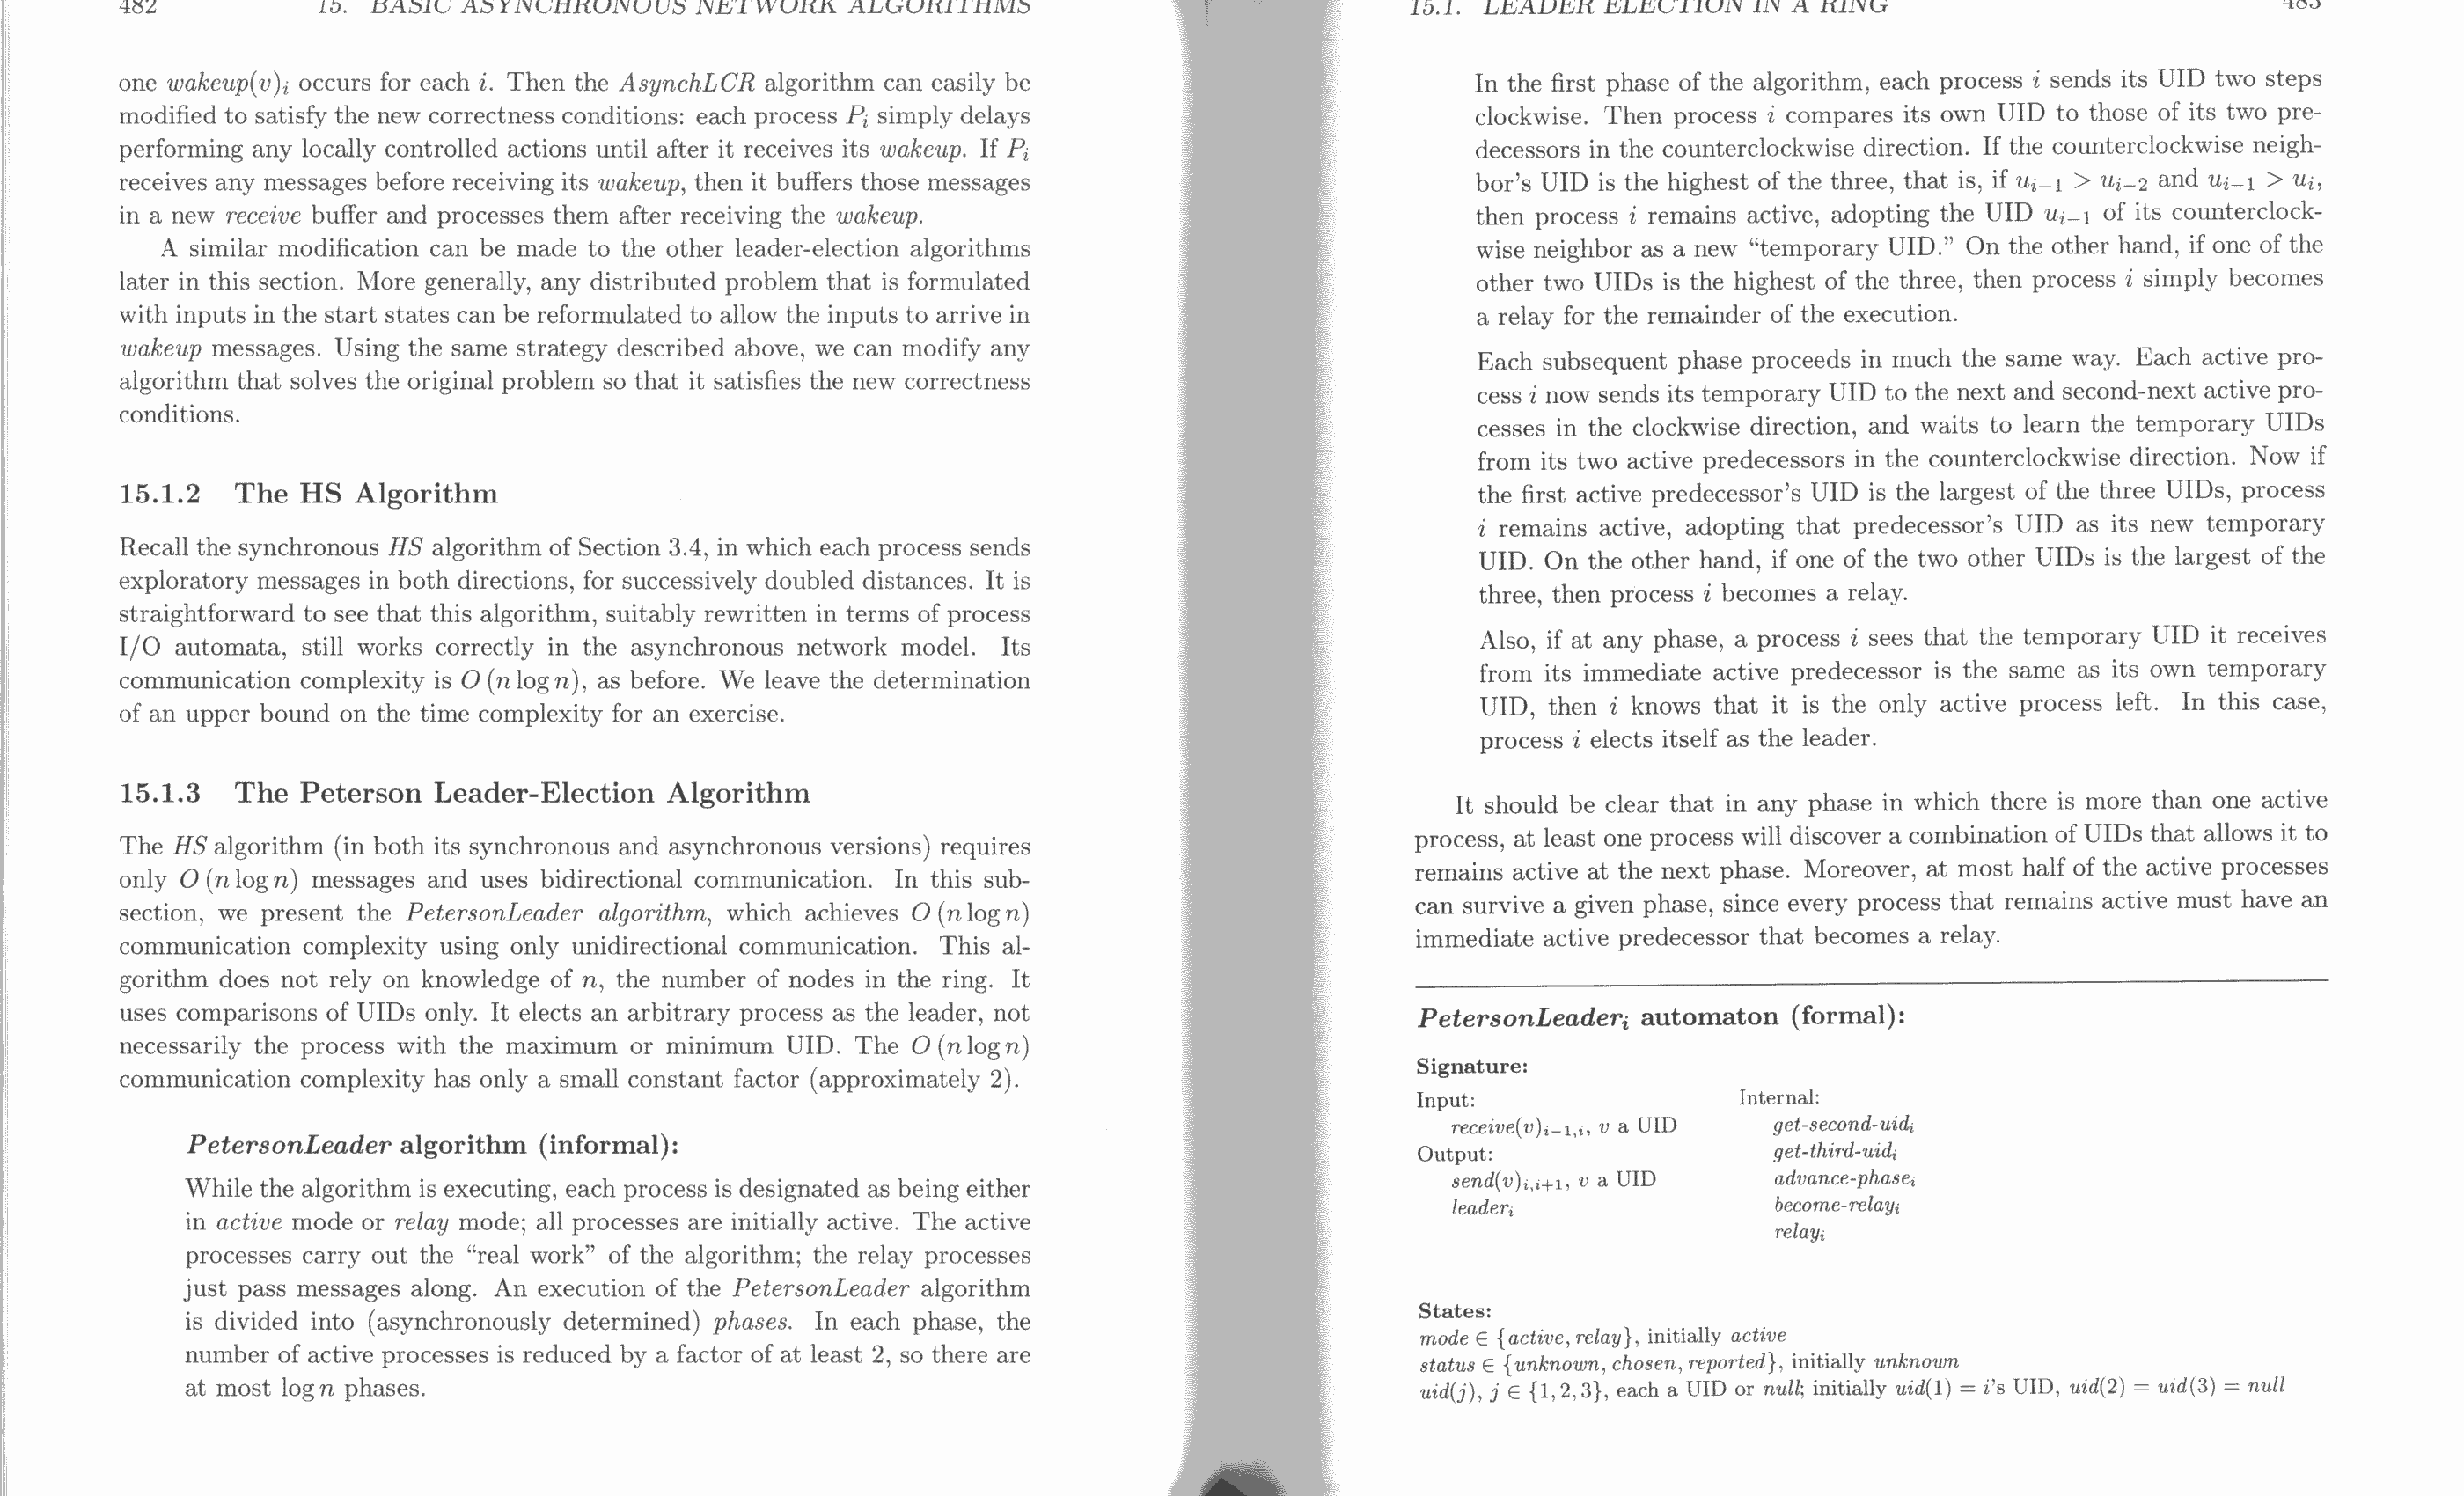 482 15. BASIC ASYNCHRONOUS NETWORK ALGORITHMS
one wakeup(v)i occurs for each i. Then the AsynchLCR algorithm can easily be
modified to satisfy the new correctness conditions: each process Pi simply delays
performing any locally controlled actions until after it receives its wakeup. If Pi
receives any messages before receiving its wakeup, then it buffers those messages
in a new receive buffer and processes them after receiving the wakeup.
A similar modification can be made to the other leader-election algorithms
later in this section. More generally, any distributed problem that is formulated
with inputs in the start states can be reformulated to allow the inputs to arrive in
wakeup messages. Using the same strategy described above, we can modify any
algorithm that solves the original problem so that it satisfies the new correctness
conditions.
15.1.2 The HS Algorithm
Recall the synchronous HS algorithm of Section 3.4, in which each process sends
exploratory messages in both directions, for successively doubled distances. It is
straightforward to see that this algorithm, suitably rewritten in terms of process
I/O automata, still works correctly in the asynchronous network model. Its
communication complexity is O (n log n), as before. We leave the determination
of an upper bound on the time complexity for an exercise.
15.1.3 The Peterson Leader-Election Algorithm
The HS algorithm (in both its synchronous and asynchronous versions) requires
only O (n log n) messages and uses bidirectional communication. In this sub-
section, we present the PetersonLeader algorithm, which achieves O (n log n)
communication complexity using only unidirectional communication. This al-
gorithm does not rely on knowledge of n, the number of nodes in the ring. It
uses comparisons of UIDs only. It elects an arbitrary process as the leader, not
necessarily the process with the maximum or minimum UID. The O (n log n)
communication complexity has only a small constant factor (approximately 2).
PetersonLeader algorithm (informal):
While the algorithm is executing, each process is designated as being either
in active mode or relay mode; all processes are initially active. The active
processes carry out the “real work” of the algorithm; the relay processes
just pass messages along. An execution of the PetersonLeader algorithm
is divided into (asynchronously determined) phases. In each phase, the
number of active processes is reduced by a factor of at least 2, so there are
at most log n phases.
15.1. LEADER ELECTION IN A RING 483
In the first phase of the algorithm, each process i sends its UID two steps
clockwise. Then process i compares its own UID to those of its two pre-
decessors in the counterclockwise direction. If the counterclockwise neigh-
bor's UID is the highest of the three, that is, if ui−1 > ui−2 and ui−1 > ui,
then process i remains active, adopting the UID ui−1 of its counterclock-
wise neighbor as a new “temporary UID.” On the other hand, if one of the
other two UIDs is the highest of the three, then process i simply becomes
a relay for the remainder of the execution.
Each subsequent phase proceeds in much the same way. Each active pro-
cess i now sends its temporary UID to the next and second-next active pro-
cesses in the clockwise direction, and waits to learn the temporary UIDs
from its two active predecessors in the counterclockwise direction. Now if
the first active predecessor's UID is the largest of the three UIDs, process
i remains active, adopting that predecessor's UID as its new temporary
UID. On the other hand, if one of the two other UIDs is the largest of the
three, then process i becomes a relay.
Also, if at any phase, a process i sees that the temporary UID it receives
from its immediate active predecessor is the same as its own temporary
UID, then i knows that it is the only active process left. In this case,
process i elects itself as the leader.
It should be clear that in any phase in which there is more than one active
process, at least one process will discover a combination of UIDs that allows it to
remains active at the next phase. Moreover, at most half of the active processes
can survive a given phase, since every process that remains active must have an
immediate active predecessor that becomes a relay.
PetersonLeaderi automaton (formal):
Signature:
Input: Internal:
receive(v)i−1,i, v a UID get-second-uidi
Output: get-third-uidi
send(v)i,i+1, v a UID advance-phasei
leaderi become-relayi
relayi
States:
mode ∈ {active, relay}, initially active
status ∈ {unknown, chosen, reported}, initially unknown
uid(j), j ∈ {1, 2, 3}, each a UID or null; initially uid(1) = i's UID, uid(2) = uid(3) = null